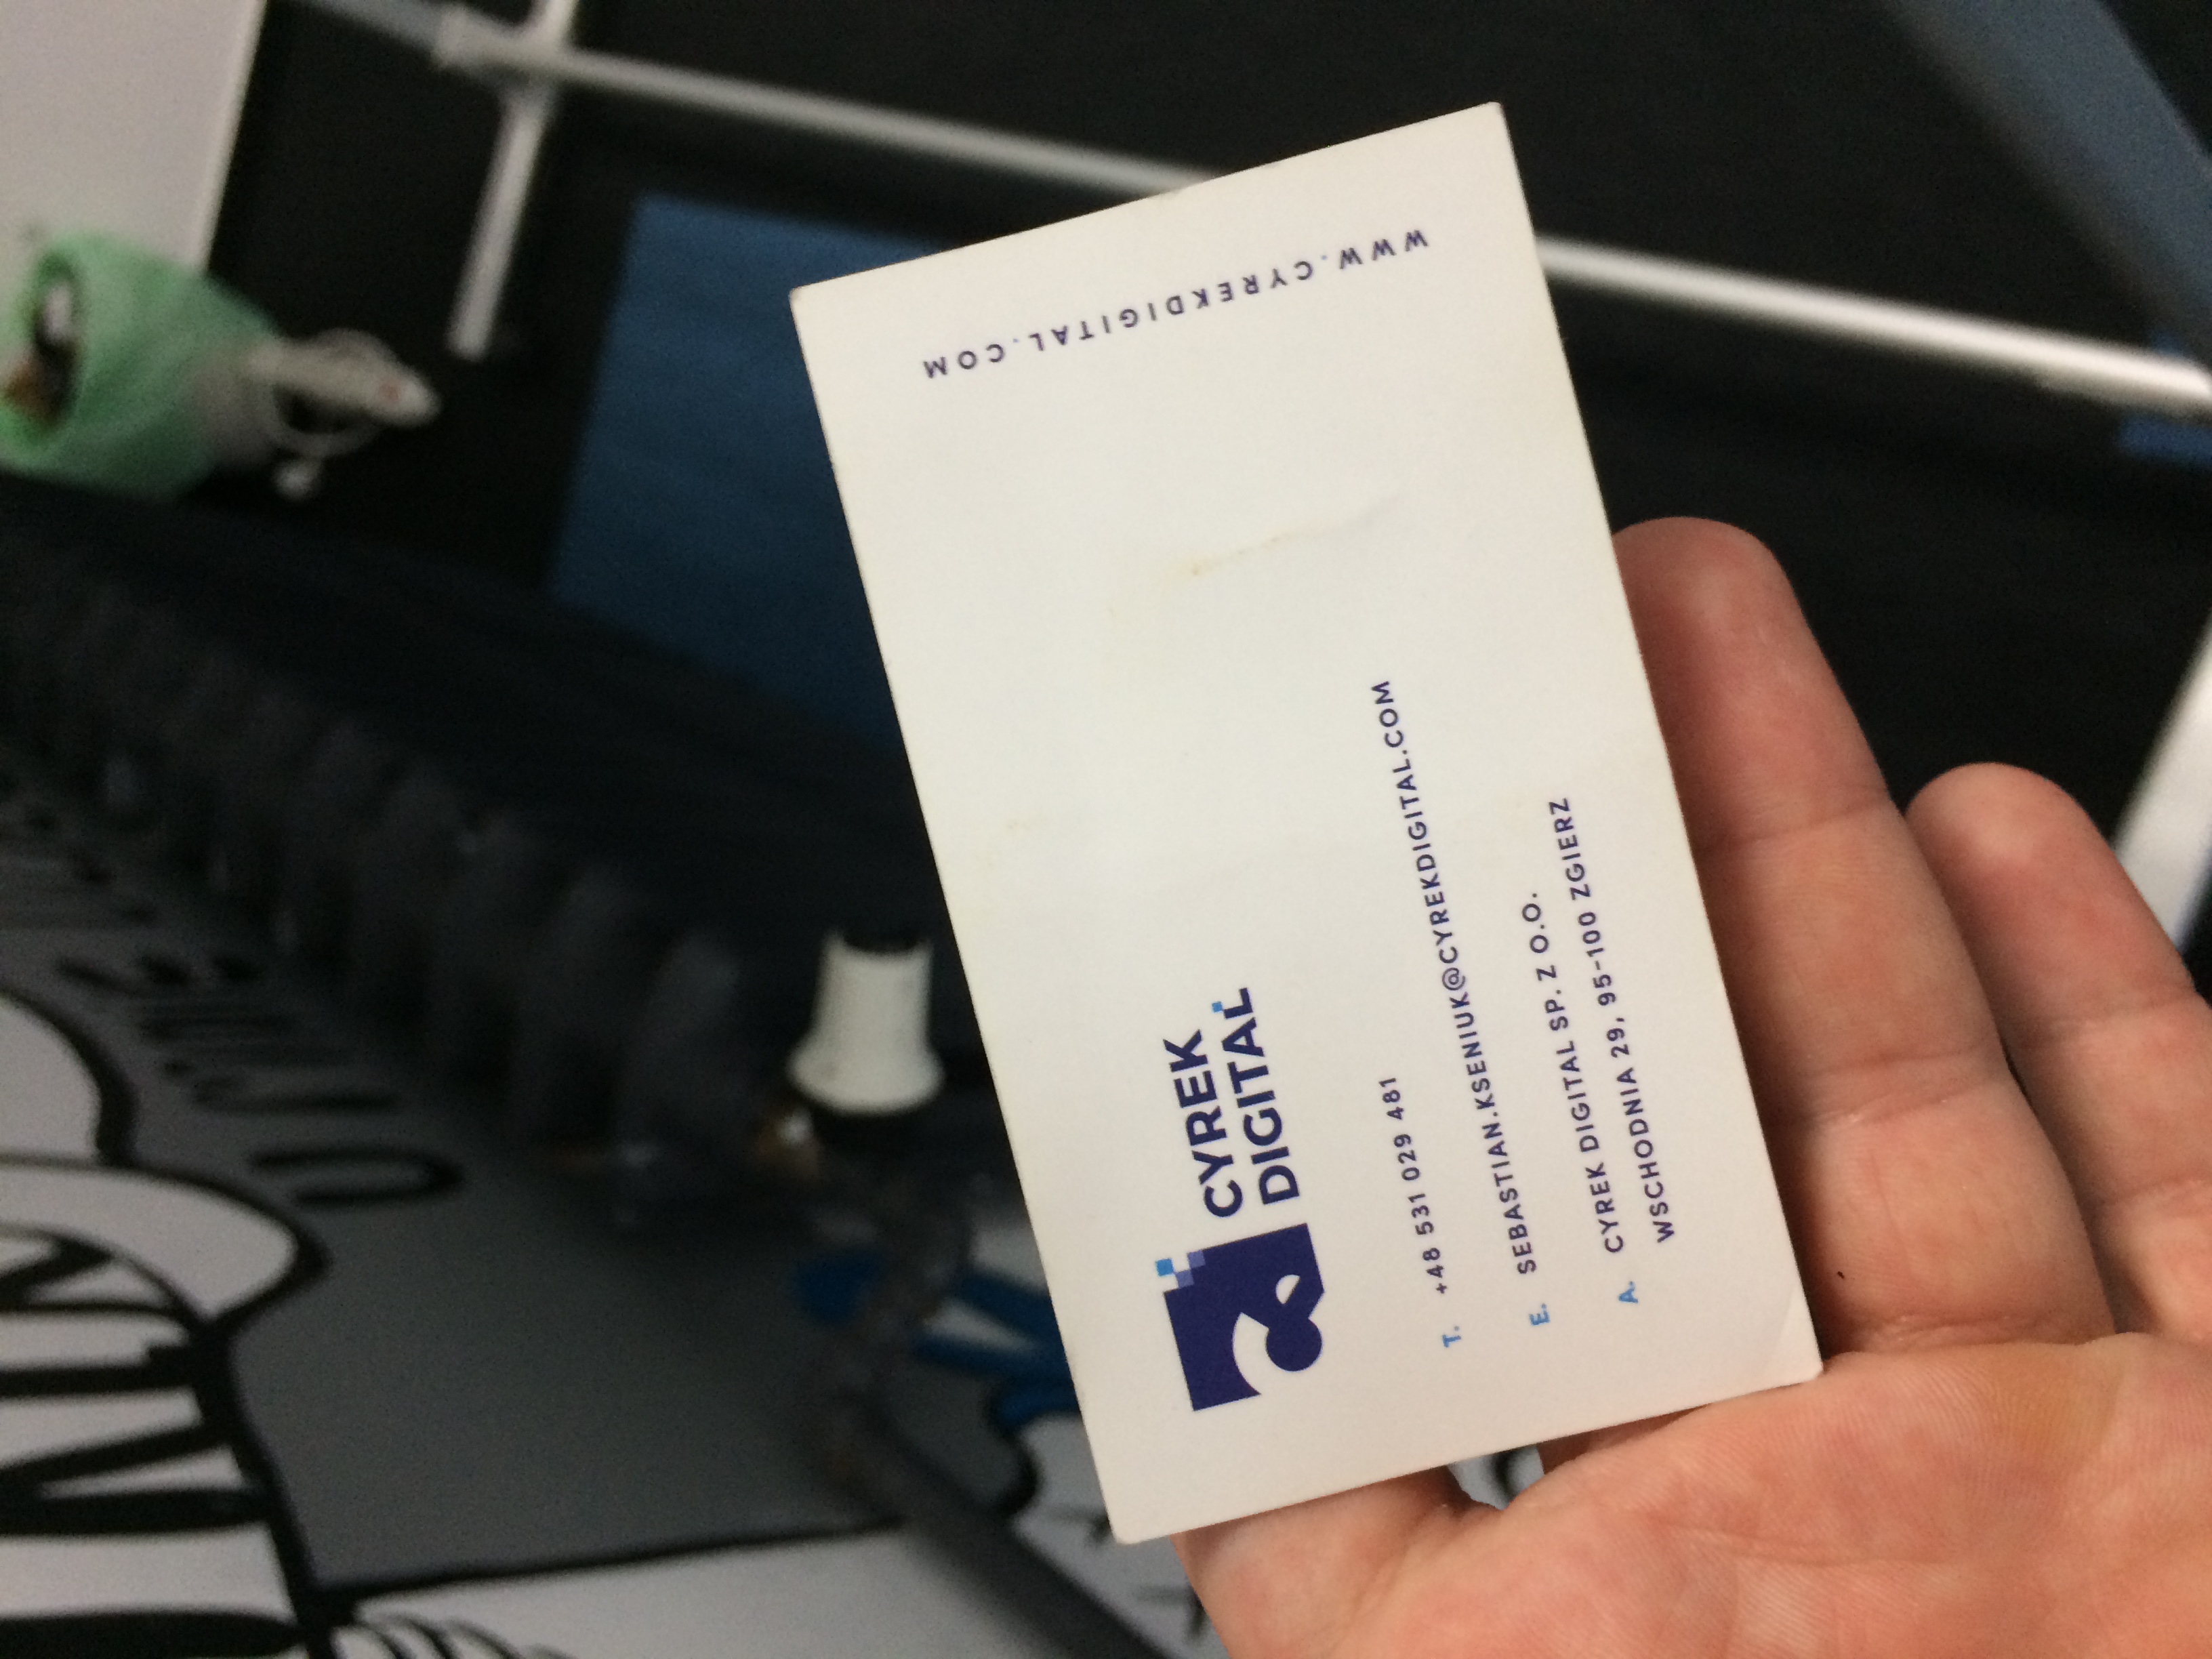 CYREK
DIGITAL
T. +48 531 029 481
E. SEBASTIAN.KSENIUK@CYREKDIGITAL.COM
A. CYREK DIGITAL SP. Z O.O.
WSCHODNIA 29, 95-100 ZGIERZ
WWW.CYREKDIGITAL.COM